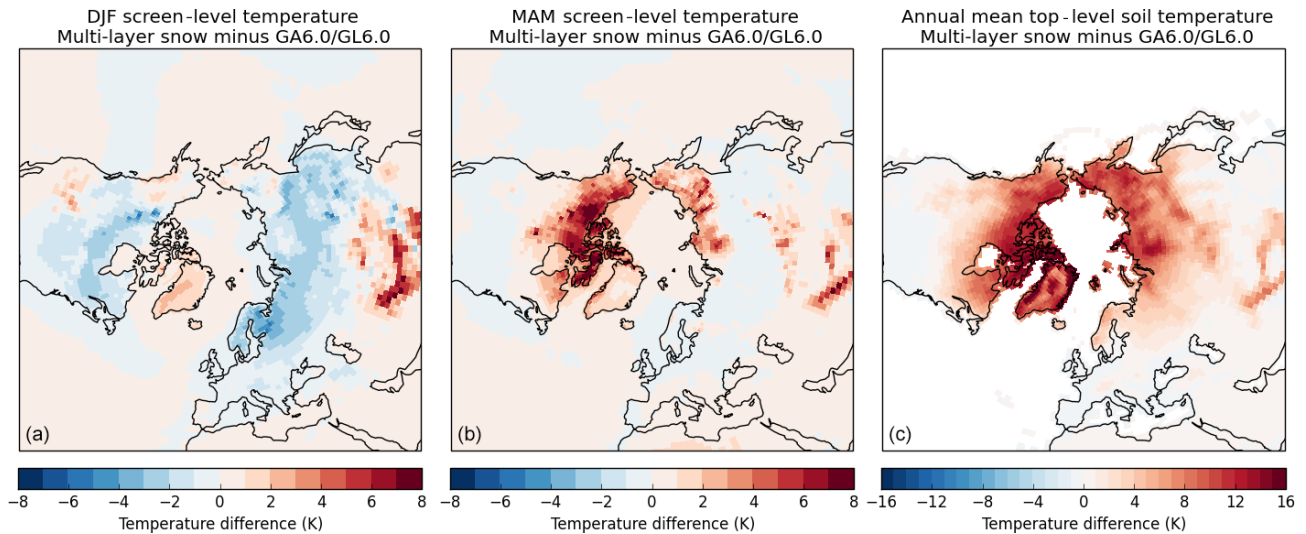 DJF screen-level temperature
Multi-layer snow minus GA6.0/GL6.0
MAM screen-level temperature
Multi-layer snow minus GA6.0/GL6.0
Annual mean top-level soil temperature
Multi-layer snow minus GA6.0/GL6.0
(a)
(b)
(c)
−8 −6 −4 −2 0 2 4 6 8
Temperature difference (K)
−8 −6 −4 −2 0 2 4 6 8
Temperature difference (K)
−16 −12 −8 −4 0 4 8 12 16
Temperature difference (K)